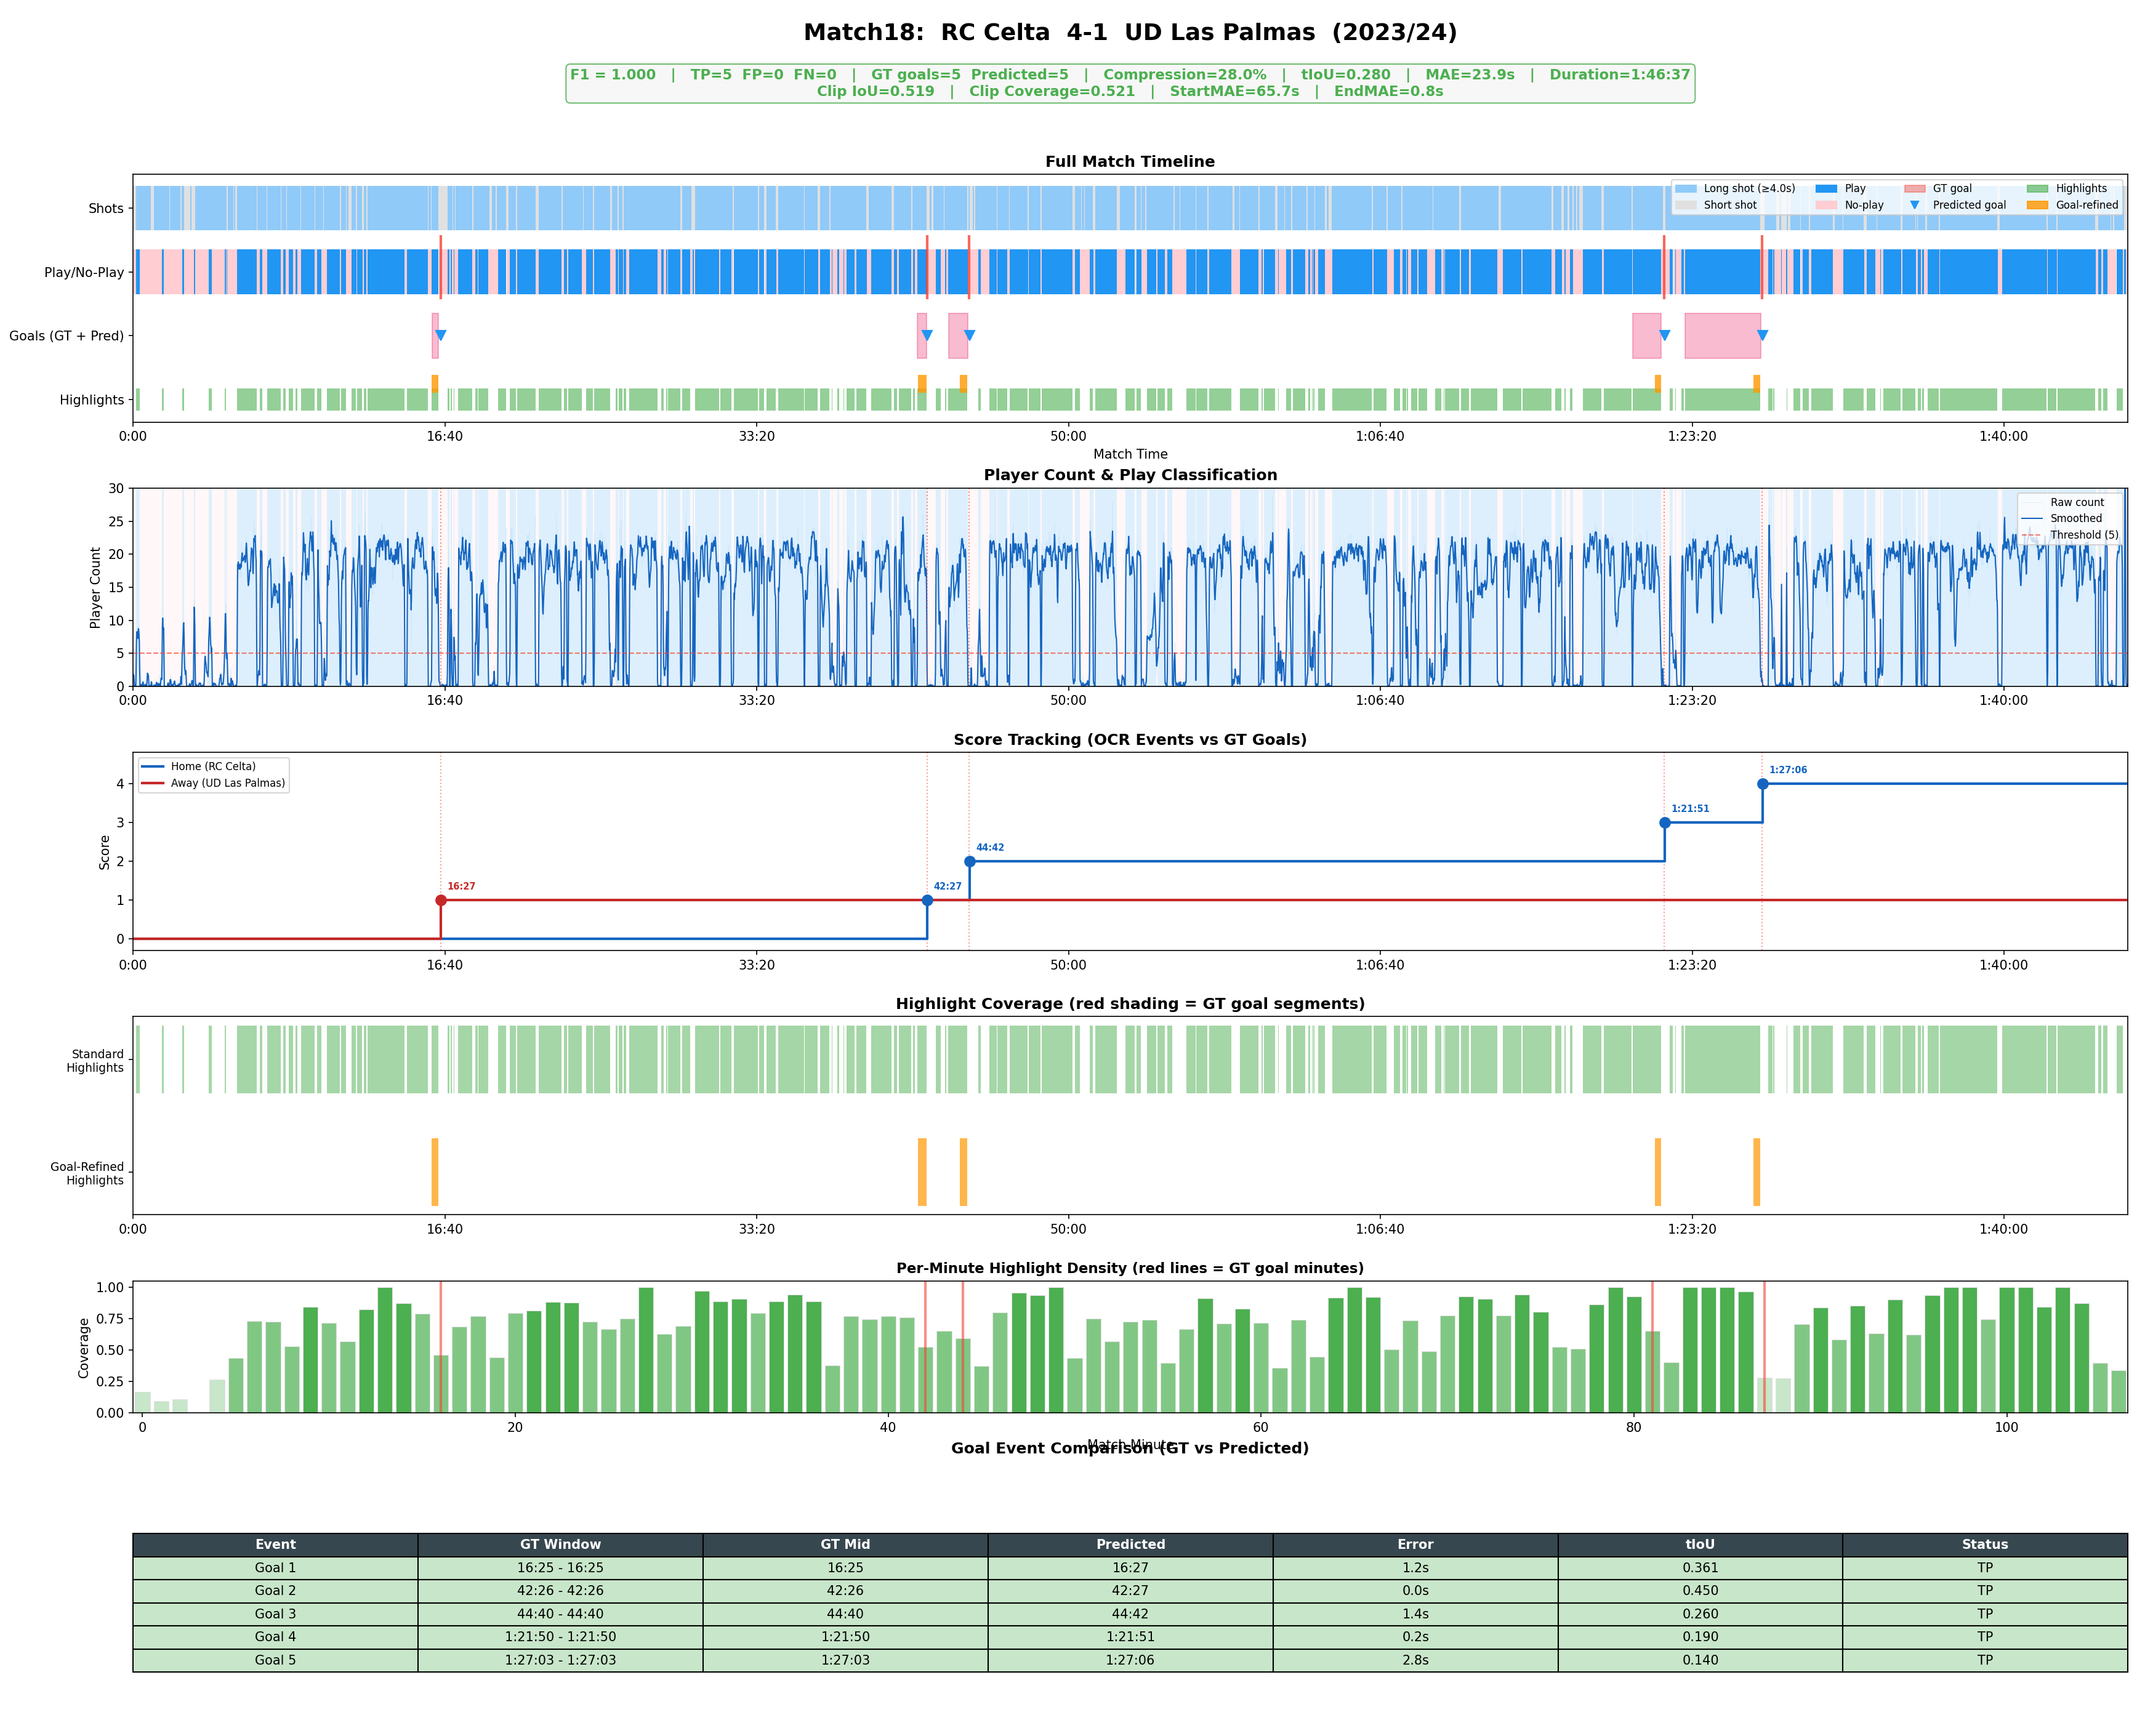 Match18:  RC Celta  4-1  UD Las Palmas  (2023/24)
F1 = 1.000   |   TP=5  FP=0  FN=0   |   GT goals=5  Predicted=5   |   Compression=28.0%   |   tIoU=0.280   |   MAE=23.9s   |   Duration=1:46:37
Clip IoU=0.519   |   Clip Coverage=0.521   |   StartMAE=65.7s   |   EndMAE=0.8s
Full Match Timeline
Long shot (≥4.0s)  Play  GT goal  Highlights
Short shot  No-play  Predicted goal  Goal-refined
Shots
Play/No-Play
Goals (GT + Pred)
Highlights
0:00  16:40  33:20  50:00  1:06:40  1:23:20  1:40:00
Match Time
Player Count & Play Classification
Raw count
Smoothed
Threshold (5)
Player Count
30
25
20
15
10
5
0
0:00  16:40  33:20  50:00  1:06:40  1:23:20  1:40:00
Score Tracking (OCR Events vs GT Goals)
Home (RC Celta)
Away (UD Las Palmas)
Score
4
3
2
1
0
16:27
42:27
44:42
1:21:51
1:27:06
0:00  16:40  33:20  50:00  1:06:40  1:23:20  1:40:00
Highlight Coverage (red shading = GT goal segments)
Standard
Highlights
Goal-Refined
Highlights
0:00  16:40  33:20  50:00  1:06:40  1:23:20  1:40:00
Per-Minute Highlight Density (red lines = GT goal minutes)
Coverage
1.00
0.75
0.50
0.25
0.00
0  20  40  60  80  100
Match Minute
Goal Event Comparison (GT vs Predicted)
Event  GT Window  GT Mid  Predicted  Error  tIoU  Status
Goal 1  16:25 - 16:25  16:25  16:27  1.2s  0.361  TP
Goal 2  42:26 - 42:26  42:26  42:27  0.0s  0.450  TP
Goal 3  44:40 - 44:40  44:40  44:42  1.4s  0.260  TP
Goal 4  1:21:50 - 1:21:50  1:21:50  1:21:51  0.2s  0.190  TP
Goal 5  1:27:03 - 1:27:03  1:27:03  1:27:06  2.8s  0.140  TP